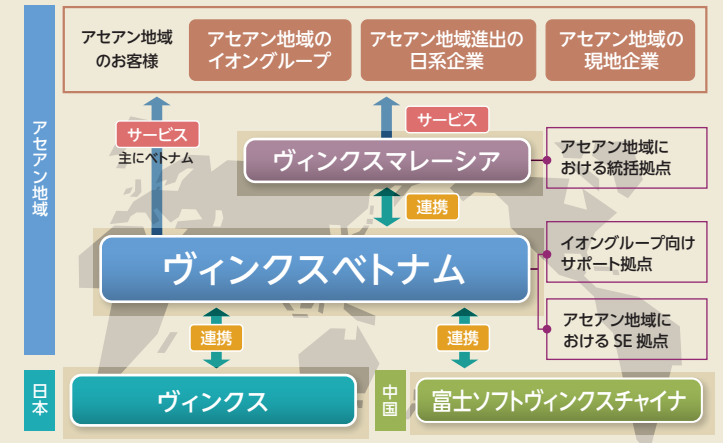 アセアン地域
のお客様
アセアン地域の
イオングループ
アセアン地域進出の
日系企業
アセアン地域の
現地企業
アセアン地域
サービス
主にベトナム
サービス
ヴィンクスマレーシア
アセアン地域に
おける統括拠点
連携
ヴィンクスベトナム
イオングループ向け
サポート拠点
アセアン地域に
おける SE 拠点
連携
連携
日本
ヴィンクス
中国
富士ソフトヴィンクスチャイナ